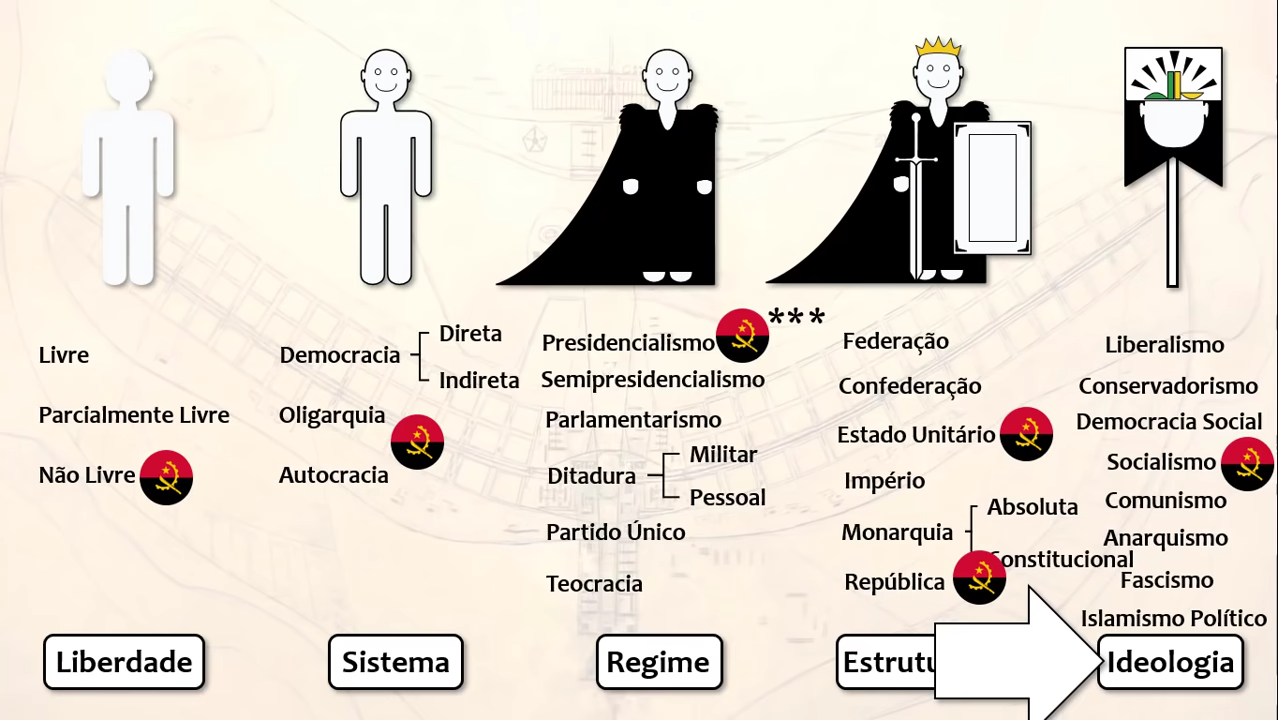 Livre
Parcialmente Livre
Não Livre
Liberdade
Democracia
Direta
Indireta
Oligarquia
Autocracia
Sistema
Presidencialismo ***
Semipresidencialismo
Parlamentarismo
Ditadura
Militar
Pessoal
Partido Único
Teocracia
Regime
Federação
Confederação
Estado Unitário
Império
Monarquia
Absoluta
Constitucional
República
Estrutu
Liberalismo
Conservadorismo
Democracia Social
Socialismo
Comunismo
Anarquismo
Fascismo
Islamismo Político
Ideologia